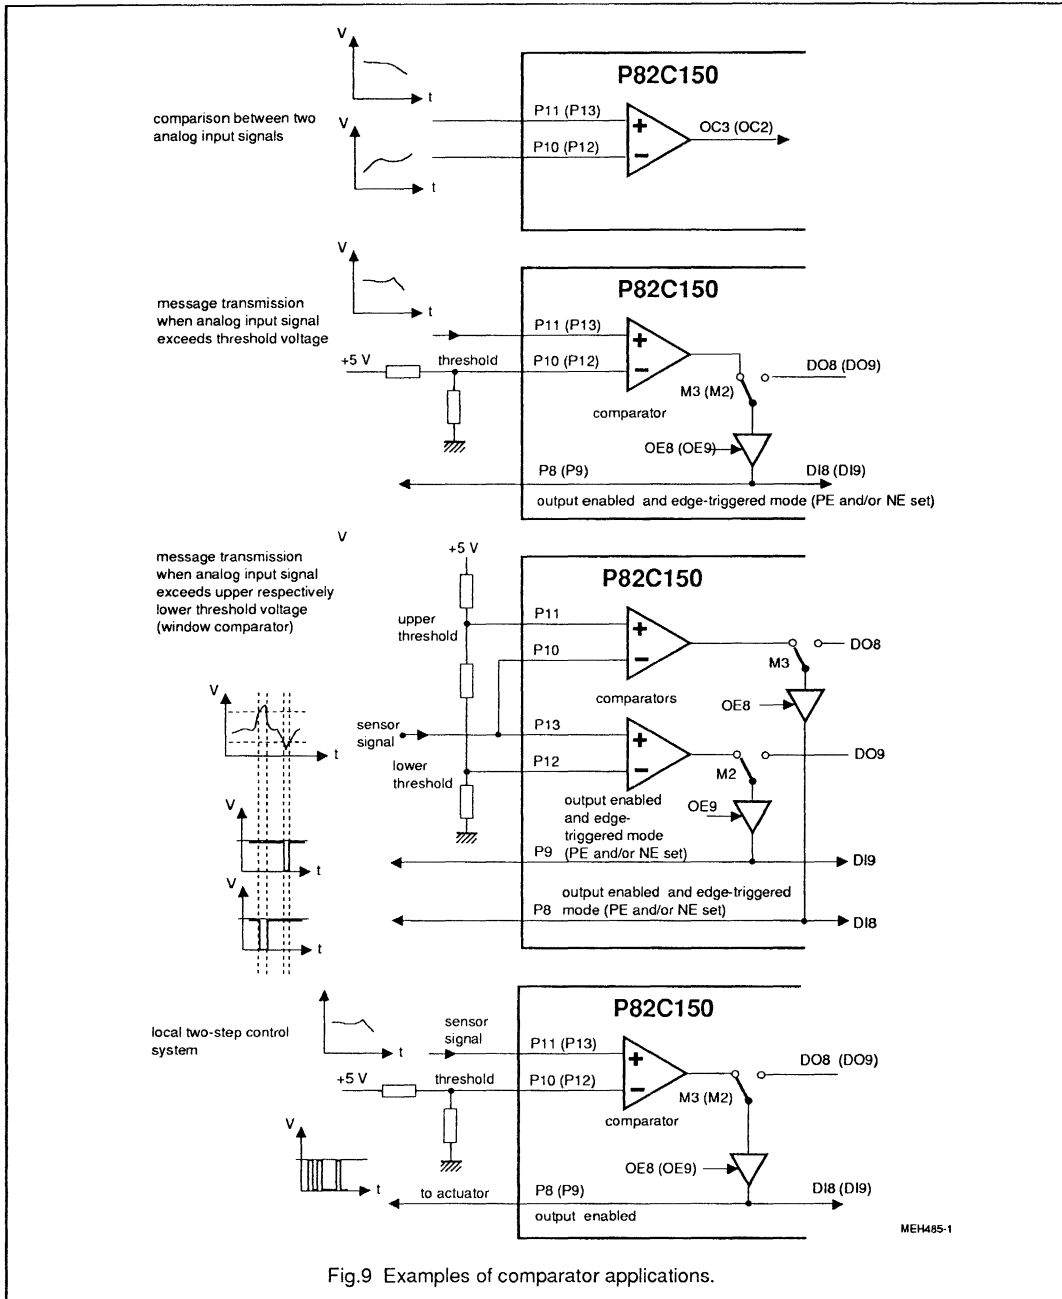 V
t
V
t
comparison between two
analog input signals
P82C150
P11 (P13)
P10 (P12)
+
−
OC3 (OC2)
V
t
message transmission
when analog input signal
exceeds threshold voltage
+5 V
threshold
P82C150
P11 (P13)
P10 (P12)
+
−
DO8 (DO9)
M3 (M2)
comparator
OE8 (OE9)
P8 (P9)
DI8 (DI9)
output enabled and edge-triggered mode (PE and/or NE set)
V
message transmission
when analog input signal
exceeds upper respectively
lower threshold voltage
(window comparator)
+5 V
upper
threshold
P82C150
P11
P10
+
−
DO8
M3
comparators
OE8
V
t
sensor
signal
lower
threshold
P13
P12
+
−
DO9
M2
OE9
output enabled
and edge-
triggered mode
(PE and/or NE set)
P9
DI9
V
t
output enabled and edge-triggered
mode (PE and/or NE set)
P8
DI8
V
t
local two-step control
system
V
t
sensor
signal
+5 V
threshold
P82C150
P11 (P13)
P10 (P12)
+
−
DO8 (DO9)
M3 (M2)
comparator
OE8 (OE9)
V
t
to actuator
P8 (P9)
DI8 (DI9)
output enabled
MEH485-1
Fig.9 Examples of comparator applications.